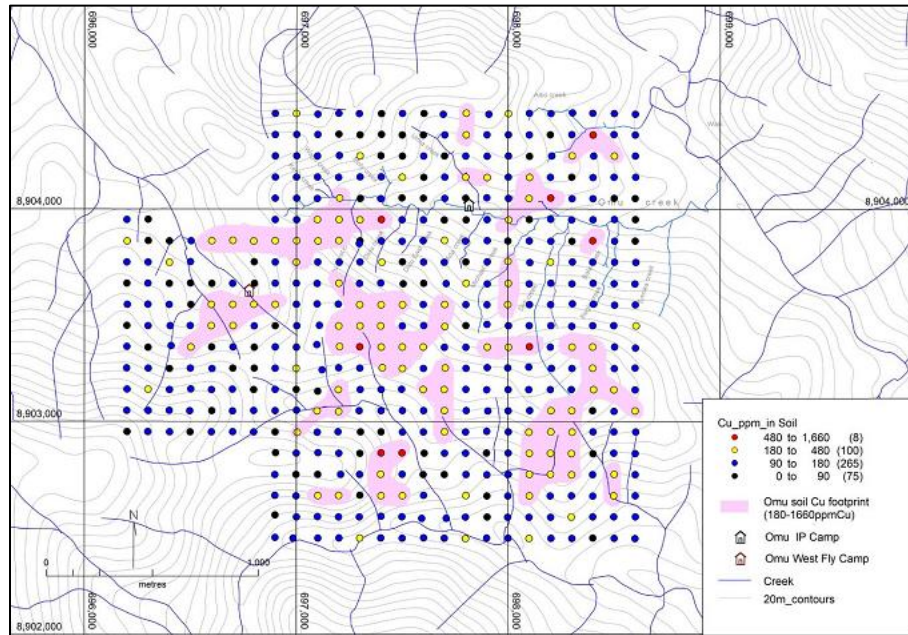 696,000
697,000
698,000
699,000
Airo creek
Omu creek
8,904,000
8,904,000
8,903,000
Cu_ppm_in Soil
480 to 1,660 (8)
180 to 480 (100)
90 to 180 (265)
0 to 90 (75)
Omu soil Cu footprint
(180-1660ppmCu)
Omu IP Camp
Omu West Fly Camp
Creek
20m_contours
N
0 1,000
metres
696,000
697,000
698,000
8,902,000